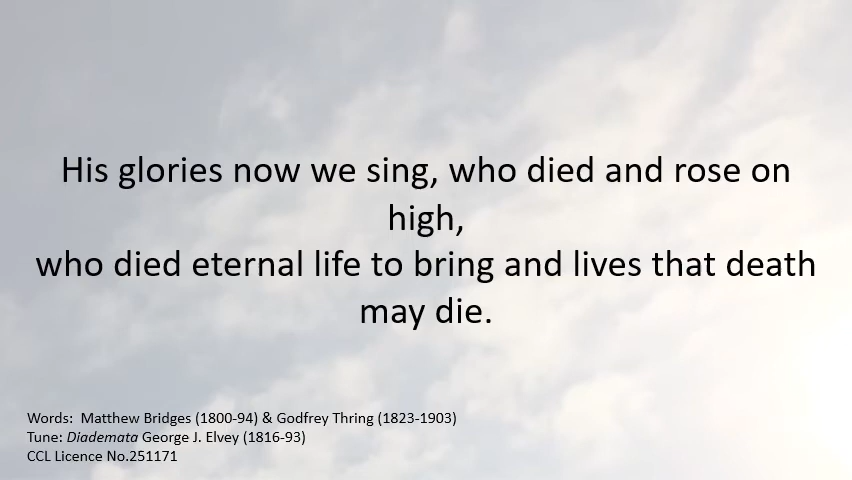 His glories now we sing, who died and rose on
high,
who died eternal life to bring and lives that death
may die.
Words:  Matthew Bridges (1800-94) & Godfrey Thring (1823-1903)
Tune: Diademata George J. Elvey (1816-93)
CCL Licence No.251171